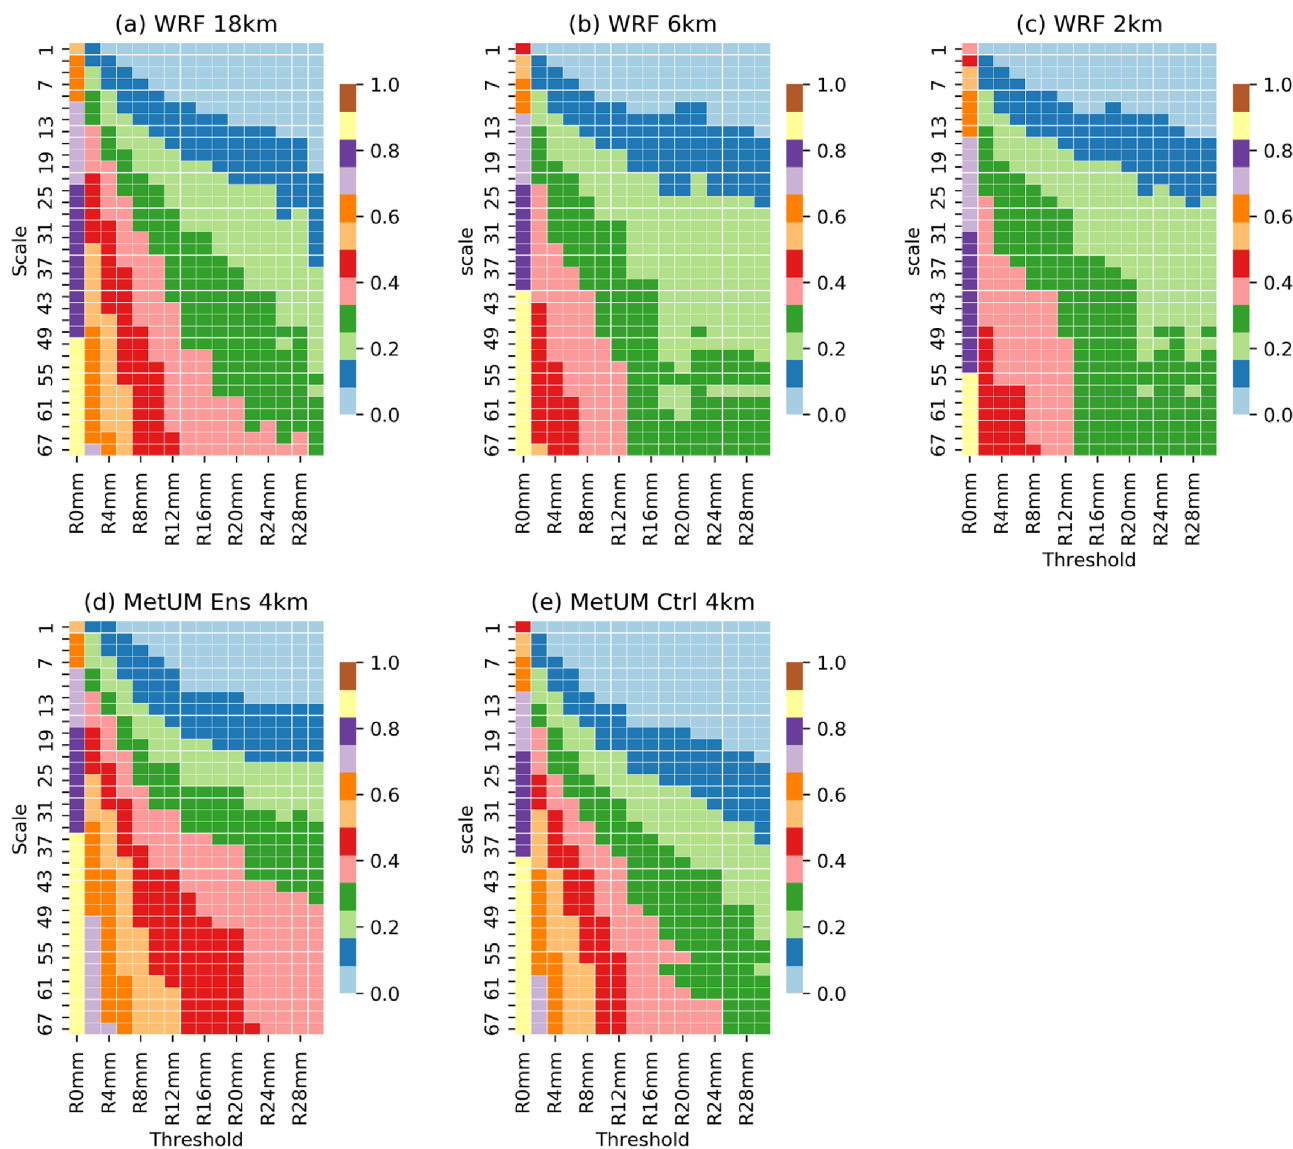 (a) WRF 18km
(b) WRF 6km
(c) WRF 2km
Scale
1
7
13
19
25
31
37
43
49
55
61
67
R0mm
R4mm
R8mm
R12mm
R16mm
R20mm
R24mm
R28mm
1.0
0.8
0.6
0.4
0.2
0.0
scale
1
7
13
19
25
31
37
43
49
55
61
67
R0mm
R4mm
R8mm
R12mm
R16mm
R20mm
R24mm
R28mm
1.0
0.8
0.6
0.4
0.2
0.0
scale
1
7
13
19
25
31
37
43
49
55
61
67
R0mm
R4mm
R8mm
R12mm
R16mm
R20mm
R24mm
R28mm
Threshold
1.0
0.8
0.6
0.4
0.2
0.0
(d) MetUM Ens 4km
(e) MetUM Ctrl 4km
Scale
1
7
13
19
25
31
37
43
49
55
61
67
R0mm
R4mm
R8mm
R12mm
R16mm
R20mm
R24mm
R28mm
Threshold
1.0
0.8
0.6
0.4
0.2
0.0
scale
1
7
13
19
25
31
37
43
49
55
61
67
R0mm
R4mm
R8mm
R12mm
R16mm
R20mm
R24mm
R28mm
Threshold
1.0
0.8
0.6
0.4
0.2
0.0